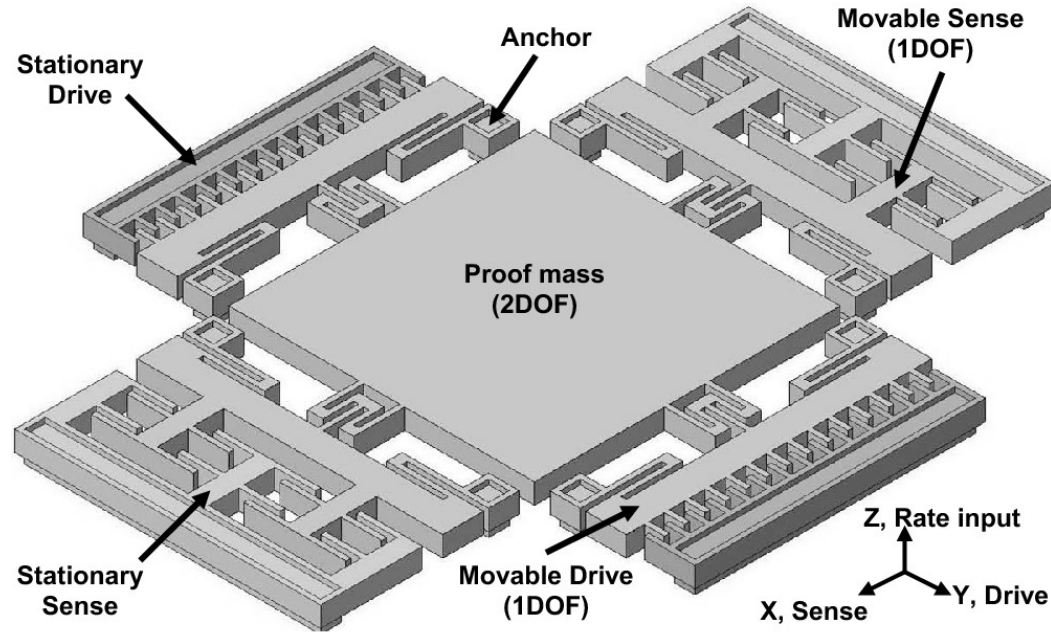 Stationary
Drive
Anchor
Movable Sense
(1DOF)
Proof mass
(2DOF)
Stationary
Sense
Movable Drive
(1DOF)
Z, Rate input
X, Sense
Y, Drive